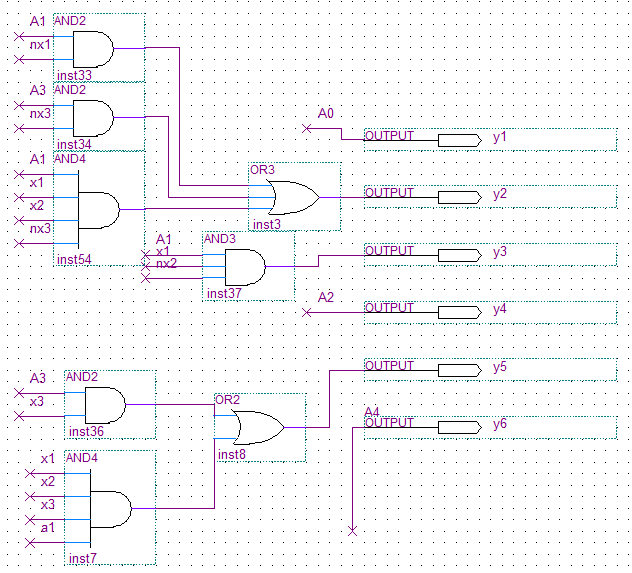 A1
AND2
nx1
inst33
A3
AND2
nx3
inst34
A1
AND4
x1
x2
nx3
inst54
OR3
inst3
A1
AND3
x1
nx2
inst37
A0
OUTPUT
y1
OUTPUT
y2
OUTPUT
y3
A2
OUTPUT
y4
A3
AND2
x3
inst36
OR2
inst8
OUTPUT
y5
x1
AND4
x2
x3
a1
inst7
A4
OUTPUT
y6